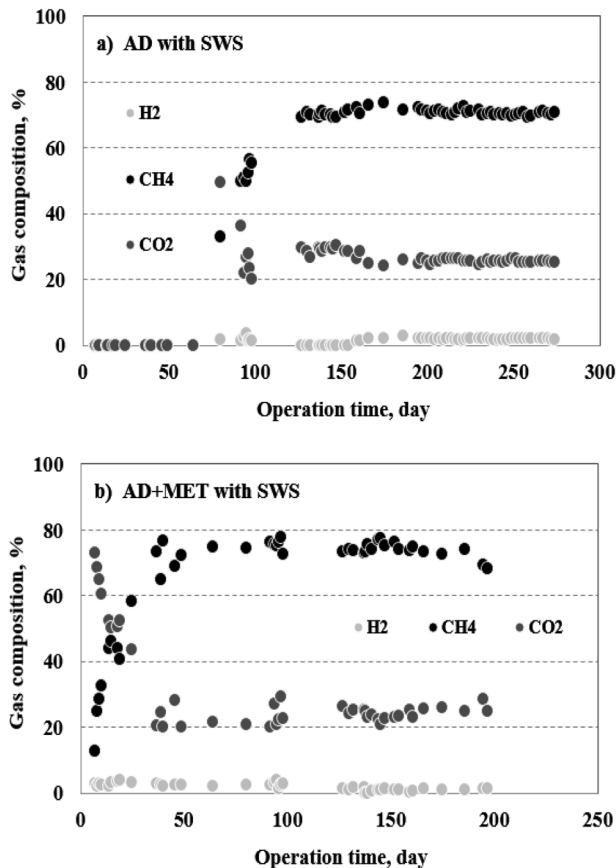 100
a) AD with SWS
80
H2
60
CH4
40
CO2
20
0
0 50 100 150 200 250 300
Gas composition, %
Operation time, day
100
b) AD+MET with SWS
80
60
H2 CH4 CO2
40
20
0
0 50 100 150 200 250
Gas composition, %
Operation time, day